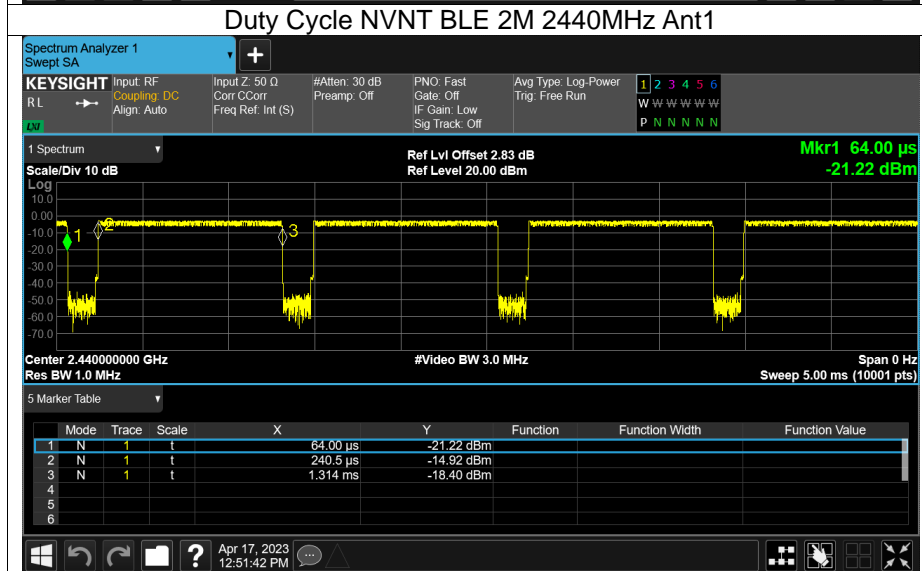 Duty Cycle NVNT BLE 2M 2440MHz Ant1
Spectrum Analyzer 1
Swept SA
+
KEYSIGHT Input: RF Input Z: 50 Ω #Atten: 30 dB PNO: Fast Avg Type: Log-Power 1 2 3 4 5 6
R L Coupling: DC Corr CCorr Preamp: Off Gate: Off Trig: Free Run W W W W W W
Align: Auto Freq Ref: Int (S) IF Gain: Low
LXI Sig Track: Off P N N N N N
1 Spectrum Ref Lvl Offset 2.83 dB Mkr1 64.00 µs
Scale/Div 10 dB Ref Level 20.00 dBm -21.22 dBm
Log
10.0
0.00
-10.0
-20.0
-30.0
-40.0
-50.0
-60.0
-70.0
1 2 3
Center 2.440000000 GHz #Video BW 3.0 MHz Span 0 Hz
Res BW 1.0 MHz Sweep 5.00 ms (10001 pts)
5 Marker Table
Mode Trace Scale X Y Function Function Width Function Value
1 N 1 t 64.00 µs -21.22 dBm
2 N 1 t 240.5 µs -14.92 dBm
3 N 1 t 1.314 ms -18.40 dBm
4
5
6
? Apr 17, 2023
12:51:42 PM